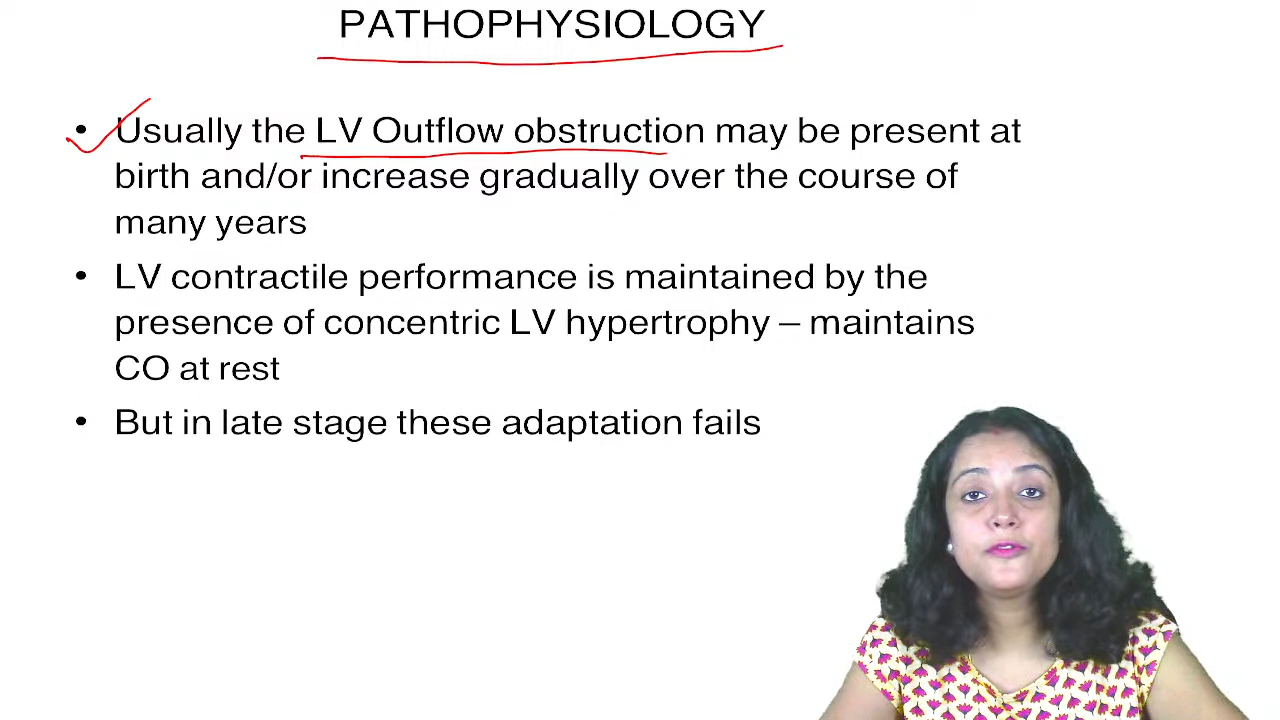 PATHOPHYSIOLOGY
• Usually the LV Outflow obstruction may be present at
birth and/or increase gradually over the course of
many years
• LV contractile performance is maintained by the
presence of concentric LV hypertrophy – maintains
CO at rest
• But in late stage these adaptation fails